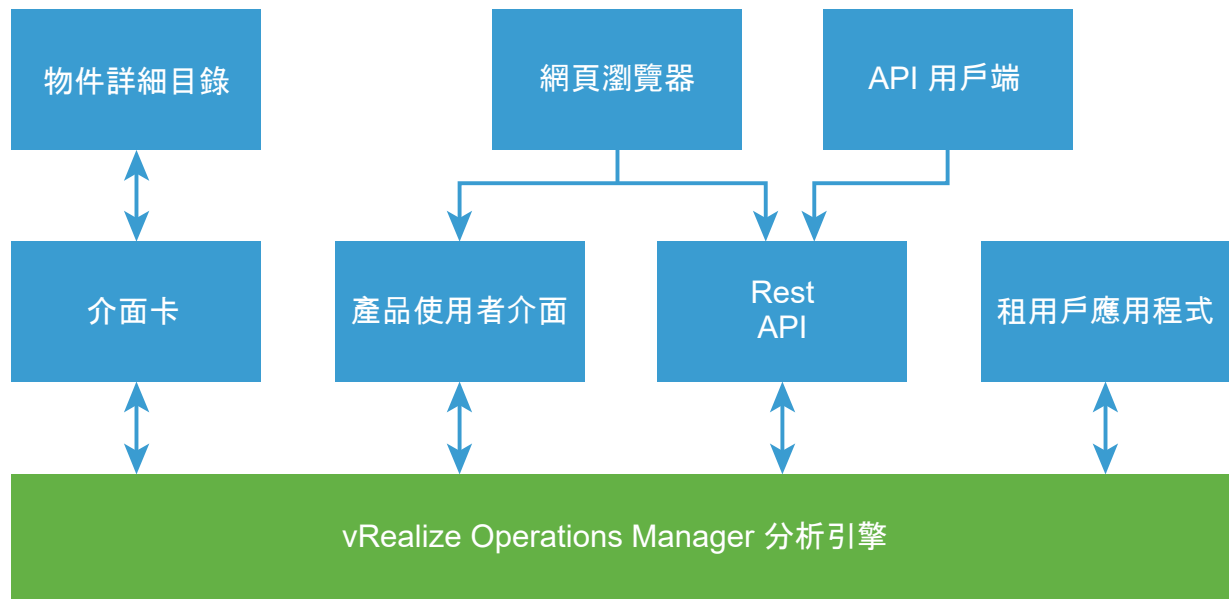 物件詳細目錄
網頁瀏覽器
API 用戶端
介面卡
產品使用者介面
Rest
API
租用戶應用程式
vRealize Operations Manager 分析引擎